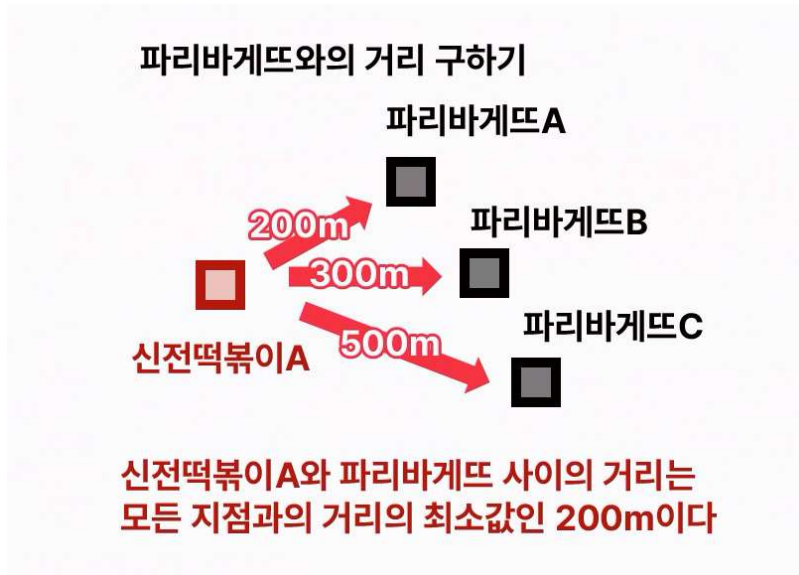 파리바게뜨와의 거리 구하기
파리바게뜨A
200m
파리바게뜨B
300m
파리바게뜨C
500m
신전떡볶이A
신전떡볶이A와 파리바게뜨 사이의 거리는
모든 지점과의 거리의 최소값인 200m이다